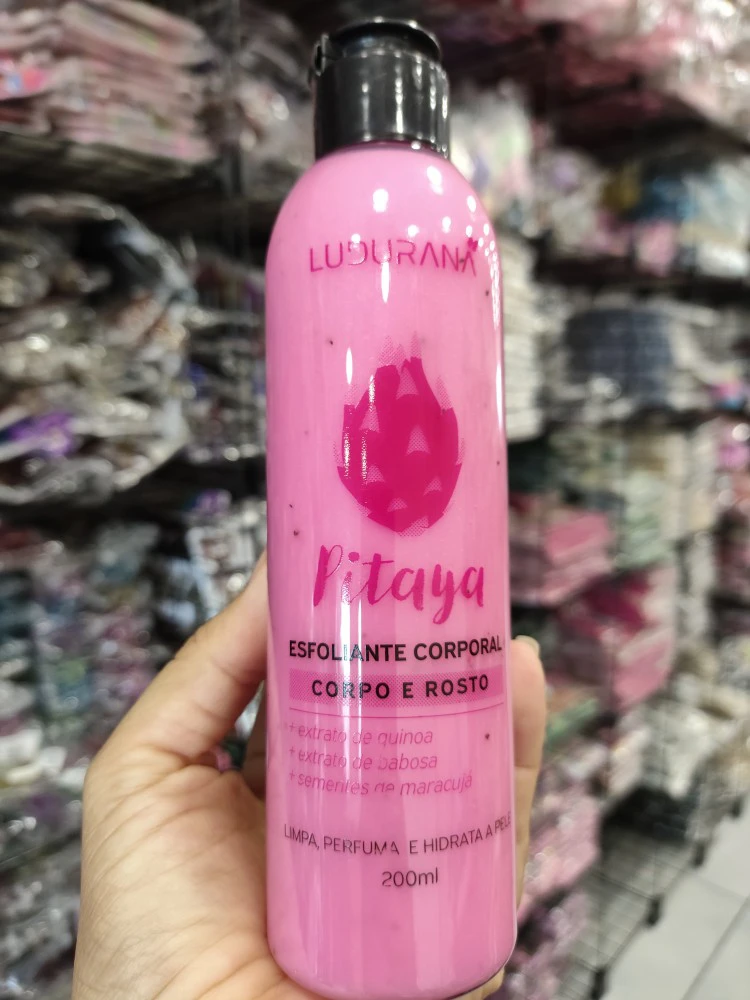 LUDURANA
Pitaya
ESFOLIANTE CORPORAL
CORPO E ROSTO
+extrato de quinoa
+extrato de babosa
+sementes de maracujá
LIMPA, PERFUMA E HIDRATA A PELE
200ml